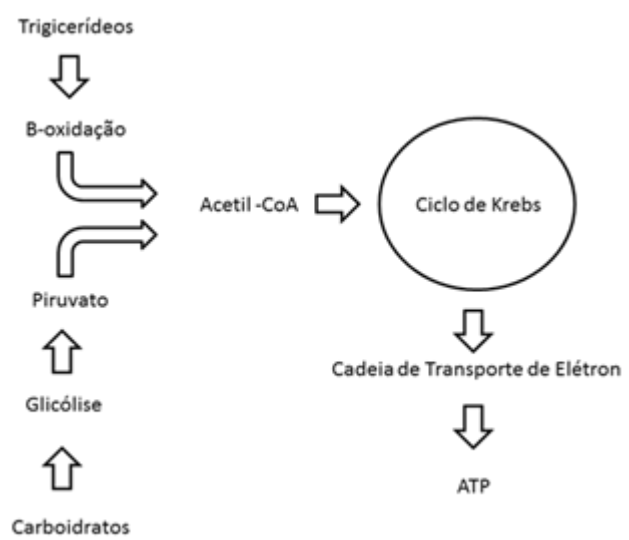 Trigicerídeos
B-oxidação
Acetil -CoA
Ciclo de Krebs
Piruvato
Cadeia de Transporte de Elétron
Glicólise
ATP
Carboidratos